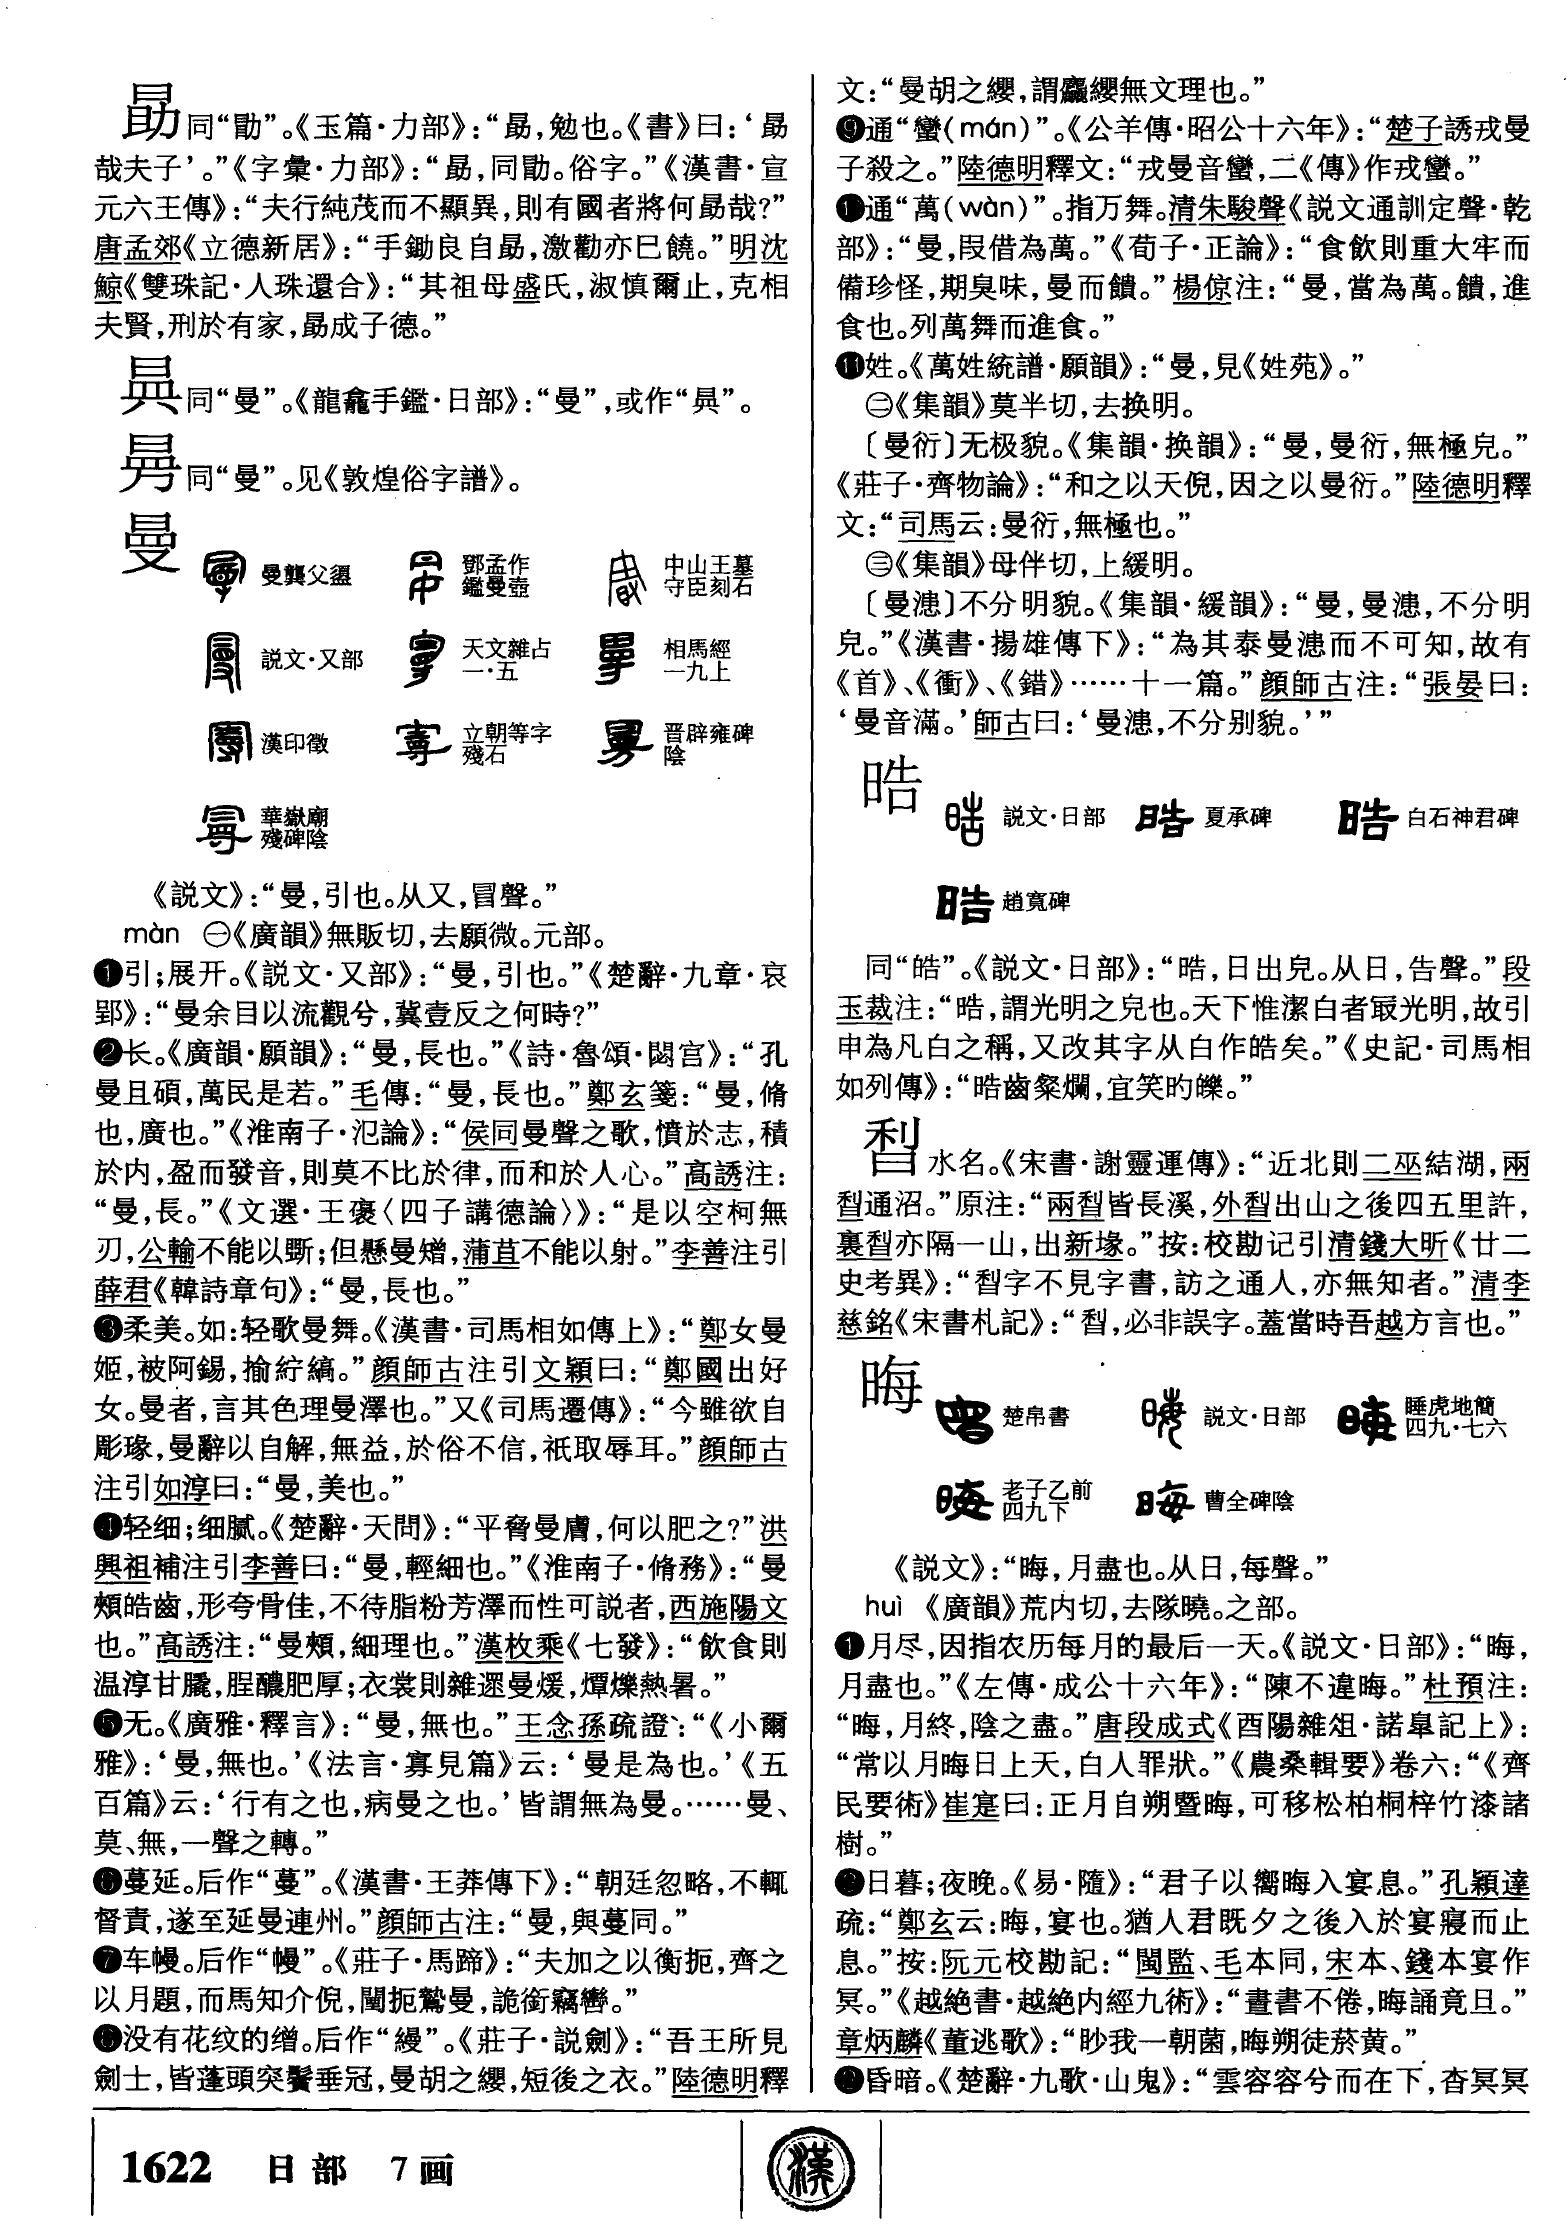 勗同“勖”。《玉篇·力部》：“勗，勉也。《書》曰：‘勗
哉夫子’。”《字彙·力部》：“勗，同勖。俗字。”《漢書·宣
元六王傳》：“夫行純茂而不顯異，則有國者將何勗哉？”
唐孟郊《立德新居》：“手鋤良自勗，激勸亦已饒。”明沈
鲸《雙珠記·人珠還合》：“其祖母盛氏，淑慎爾止，克相
夫賢，刑於有家，勗成子德。”
同“曼”。《龍龕手鑑·日部》：“曼”，或作“”。
同“曼”。见《敦煌俗字譜》。
曼
曼龔父盨 鄧孟作鑑曼壺 中山王墓守臣刻石
説文·又部 天文雜占一·五 相馬經一九上
漢印徵 立朝等字殘石 晋辟雍碑陰
華嶽廟殘碑陰
《説文》：“曼，引也。从又，冒聲。”
màn ㊀《廣韻》無販切，去願微。元部。
❶引；展开。《説文·又部》：“曼，引也。”《楚辭·九章·哀
郢》：“曼余目以流觀兮，冀壹反之何時？”
❷长。《廣韻·願韻》：“曼，長也。”《詩·魯頌·閟宫》：“孔
曼且碩，萬民是若。”毛傳：“曼，長也。”鄭玄箋：“曼，脩
也，廣也。”《淮南子·氾論》：“侯同曼聲之歌，憤於志，積
於内，盈而發音，則莫不比於律，而和於人心。”高誘注：
“曼，長。”《文選·王褒〈四子講德論〉》：“是以空柯無
刃，公輸不能以斲；但懸曼矰，蒲苴不能以射。”李善注引
薛君《韓詩章句》：“曼，長也。”
❸柔美。如：轻歌曼舞。《漢書·司馬相如傳上》：“鄭女曼
姬，被阿錫，揄紵縞。”顔師古注引文穎曰：“鄭國出好
女。曼者，言其色理曼澤也。”又《司馬遷傳》：“今雖欲自
彫瑑，曼辭以自解，無益，於俗不信，祇取辱耳。”顔師古
注引如淳曰：“曼，美也。”
❹轻细；细腻。《楚辭·天問》：“平脅曼膚，何以肥之？”洪
興祖補注引李善曰：“曼，輕細也。”《淮南子·脩務》：“曼
頰皓齒，形夸骨佳，不待脂粉芳澤而性可説者，西施陽文
也。”高誘注：“曼頰，細理也。”漢枚乘《七發》：“飲食則
温淳甘膬，脭醲肥厚；衣裳則雜遝曼煖，燂爍熱暑。”
❺无。《廣雅·釋言》：“曼，無也。”王念孫疏證：“《小爾
雅》：‘曼，無也。’《法言·寡見篇》云：‘曼是為也。’《五
百篇》云：‘行有之也，病曼之也。’皆謂無為曼。……曼、
莫、無，一聲之轉。”
❻蔓延。后作“蔓”。《漢書·王莽傳下》：“朝廷忽略，不輒
督責，遂至延曼連州。”顔師古注：“曼，與蔓同。”
❼车幔。后作“幔”。《莊子·馬蹄》：“夫加之以衡扼，齊之
以月題，而馬知介倪，闉扼鷙曼，詭銜竊轡。”
❽没有花纹的缯。后作“縵”。《莊子·説劍》：“吾王所見
劍士，皆蓬頭突鬢垂冠，曼胡之纓，短後之衣。”陸德明釋
文：“曼胡之纓，謂麤纓無文理也。”
❾通“蠻（mán）”。《公羊傳·昭公十六年》：“楚子誘戎曼
子殺之。”陸德明釋文：“戎曼音蠻，二《傳》作戎蠻。”
❿通“萬（wàn）”。指万舞。清朱駿聲《説文通訓定聲·乾
部》：“曼，叚借為萬。”《荀子·正論》：“食飲則重大牢而
備珍怪，期臭味，曼而饋。”楊倞注：“曼，當為萬。饋，進
食也。列萬舞而進食。”
⓫姓。《萬姓統譜·願韻》：“曼，見《姓苑》。”
㊁《集韻》莫半切，去换明。
〔曼衍〕无极貌。《集韻·换韻》：“曼，曼衍，無極皃。”
《莊子·齊物論》：“和之以天倪，因之以曼衍。”陸德明釋
文：“司馬云：曼衍，無極也。”
㊂《集韻》母伴切，上緩明。
〔曼漶〕不分明貌。《集韻·緩韻》：“曼，曼漶，不分明
皃。”《漢書·揚雄傳下》：“為其泰曼漶而不可知，故有
《首》、《衝》、《錯》……十一篇。”顔師古注：“張晏曰：
‘曼音滿。’師古曰：‘曼漶，不分别貌。’”
晧
説文·日部 夏承碑 白石神君碑
趙寬碑
同“皓”。《説文·日部》：“晧，日出皃。从日，告聲。”段
玉裁注：“晧，謂光明之皃也。天下惟潔白者冣光明，故引
申為凡白之稱，又改其字从白作皓矣。”《史記·司馬相
如列傳》：“晧齒粲爛，宜笑旳皪。”
㫑水名。《宋書·謝靈運傳》：“近北則二巫結湖，兩
㫑通沼。”原注：“兩㫑皆長溪，外㫑出山之後四五里許，
裏㫑亦隔一山，出新塚。”按：校勘记引清錢大昕《廿二
史考異》：“㫑字不見字書，訪之通人，亦無知者。”清李
慈銘《宋書札記》：“㫑，必非誤字。蓋當時吾越方言也。”
晦
楚帛書 説文·日部 睡虎地簡四九·七六
老子乙前四九下 曹全碑陰
《説文》：“晦，月盡也。从日，每聲。”
huì 《廣韻》荒内切，去隊曉。之部。
❶月尽，因指农历每月的最后一天。《説文·日部》：“晦，
月盡也。”《左傳·成公十六年》：“陳不違晦。”杜預注：
“晦，月終，陰之盡。”唐段成式《酉陽雜俎·諾皋記上》：
“常以月晦日上天，白人罪狀。”《農桑輯要》卷六：“《齊
民要術》崔寔曰：正月自朔暨晦，可移松柏桐梓竹漆諸
樹。”
❷日暮；夜晚。《易·隨》：“君子以嚮晦入宴息。”孔穎達
疏：“鄭玄云：晦，宴也。猶人君既夕之後入於宴寢而止
息。”按：阮元校勘記：“閩監、毛本同，宋本、錢本宴作
冥。”《越絶書·越絶内經九術》：“晝書不倦，晦誦竟旦。”
章炳麟《董逃歌》：“眇我一朝菌，晦朔徒菸黄。”
❸昏暗。《楚辭·九歌·山鬼》：“雲容容兮而在下，杳冥冥
1622 日部 7画
漢